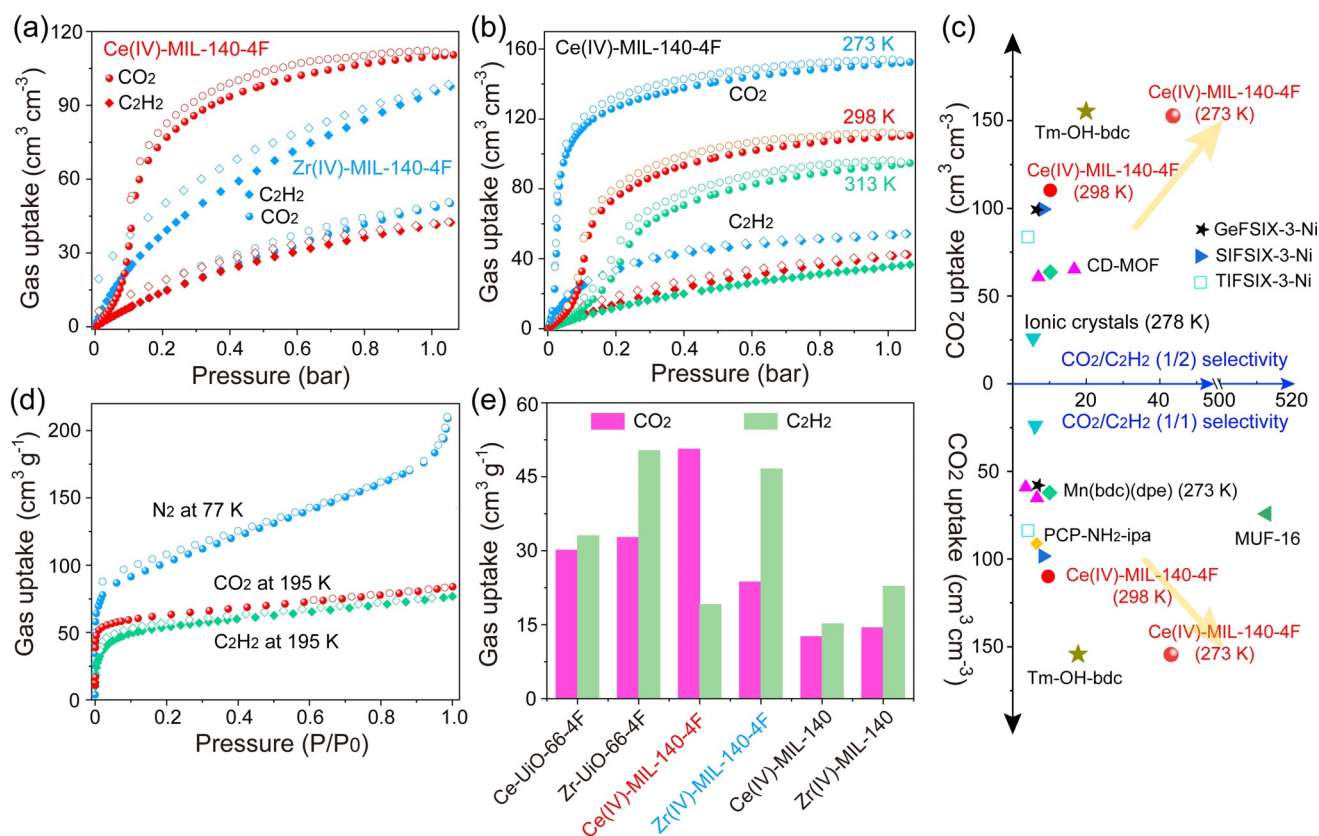 (a)
Gas uptake (cm³ cm⁻³)
120
90
60
30
0
Ce(IV)-MIL-140-4F
CO₂
C₂H₂
Zr(IV)-MIL-140-4F
C₂H₂
CO₂
0 0.2 0.4 0.6 0.8 1.0
Pressure (bar)
(b)
Gas uptake (cm³ cm⁻³)
160
120
80
40
0
Ce(IV)-MIL-140-4F
273 K
CO₂
298 K
313 K
C₂H₂
0 0.2 0.4 0.6 0.8 1.0
Pressure (bar)
(c)
CO₂ uptake (cm³ cm⁻³)
150
100
50
0
50
100
150
CO₂ uptake (cm³ cm⁻³)
Ce(IV)-MIL-140-4F
(273 K)
Tm-OH-bdc
Ce(IV)-MIL-140-4F
(298 K)
GeFSIX-3-Ni
SIFSIX-3-Ni
TIFSIX-3-Ni
CD-MOF
Ionic crystals (278 K)
CO₂/C₂H₂ (1/2) selectivity
20 40 500 520
CO₂/C₂H₂ (1/1) selectivity
Mn(bdc)(dpe) (273 K)
PCP-NH₂-ipa
MUF-16
Ce(IV)-MIL-140-4F
(298 K)
Ce(IV)-MIL-140-4F
(273 K)
Tm-OH-bdc
(d)
Gas uptake (cm³ g⁻¹)
200
150
100
50
0
N₂ at 77 K
CO₂ at 195 K
C₂H₂ at 195 K
0 0.2 0.4 0.6 0.8 1.0
Pressure (P/P₀)
(e)
Gas uptake (cm³ g⁻¹)
60
45
30
15
0
CO₂
C₂H₂
Ce-UiO-66-4F
Zr-UiO-66-4F
Ce(IV)-MIL-140-4F
Zr(IV)-MIL-140-4F
Ce(IV)-MIL-140
Zr(IV)-MIL-140